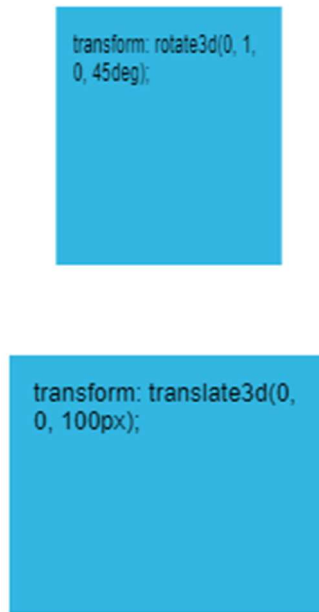 transform: rotate3d(0, 1,
0, 45deg);
transform: translate3d(0,
0, 100px);